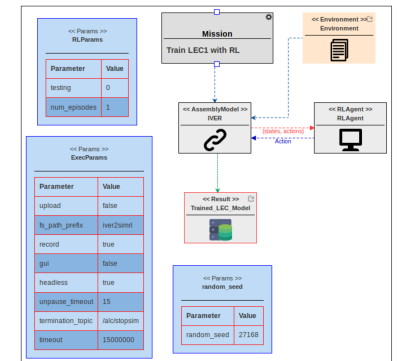 << Params >>
RLParams
Parameter Value
testing 0
num_episodes 1
Mission
Train LEC1 with RL
<< Environment >>
Environment
<< AssemblyModel >>
IVER
(states, actions)
Action
<< RLAgent >>
RLAgent
<< Params >>
ExecParams
Parameter Value
upload false
fs_path_prefix iver2simrl
record true
gui false
headless true
unpause_timeout 15
termination_topic /alc/stopsim
timeout 15000000
<< Result >>
Trained_LEC_Model
<< Params >>
random_seed
Parameter Value
random_seed 27168